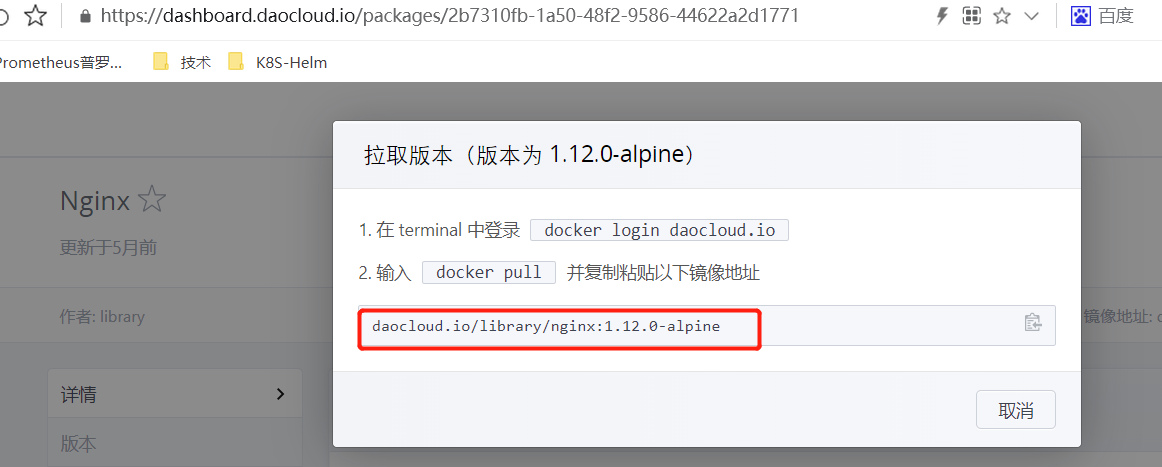 https://dashboard.daocloud.io/packages/2b7310fb-1a50-48f2-9586-44622a2d1771 百度
Prometheus普罗... 技术 K8S-Helm
拉取版本（版本为 1.12.0-alpine）
Nginx
更新于5月前
1. 在 terminal 中登录 docker login daocloud.io
2. 输入 docker pull 并复制粘贴以下镜像地址
作者: library
daocloud.io/library/nginx:1.12.0-alpine
镜像地址:
详情
版本
取消